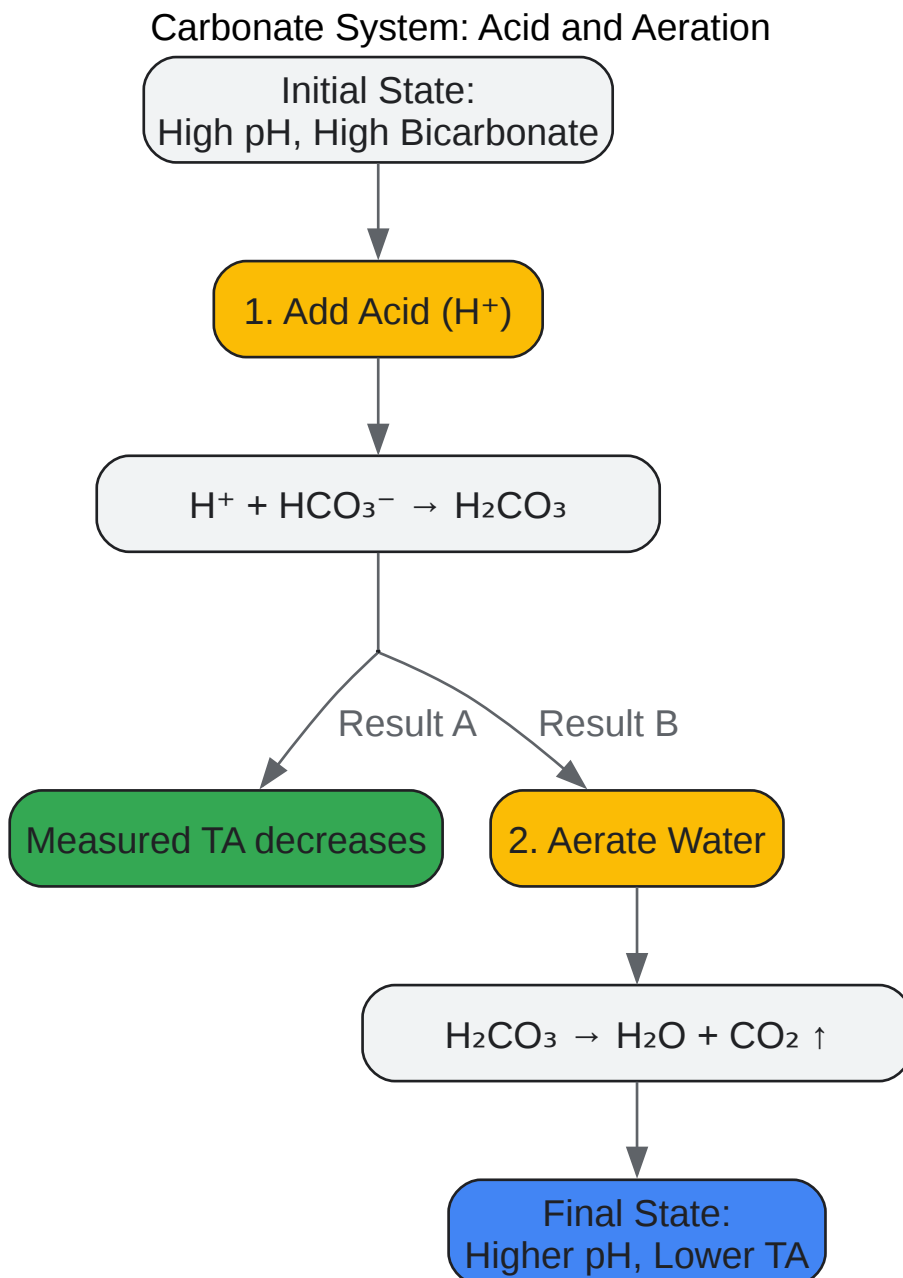 Carbonate System: Acid and Aeration
Initial State:
High pH, High Bicarbonate
1. Add Acid (H⁺)
H⁺ + HCO₃⁻ → H₂CO₃
Result A
Result B
Measured TA decreases
2. Aerate Water
H₂CO₃ → H₂O + CO₂ ↑
Final State:
Higher pH, Lower TA